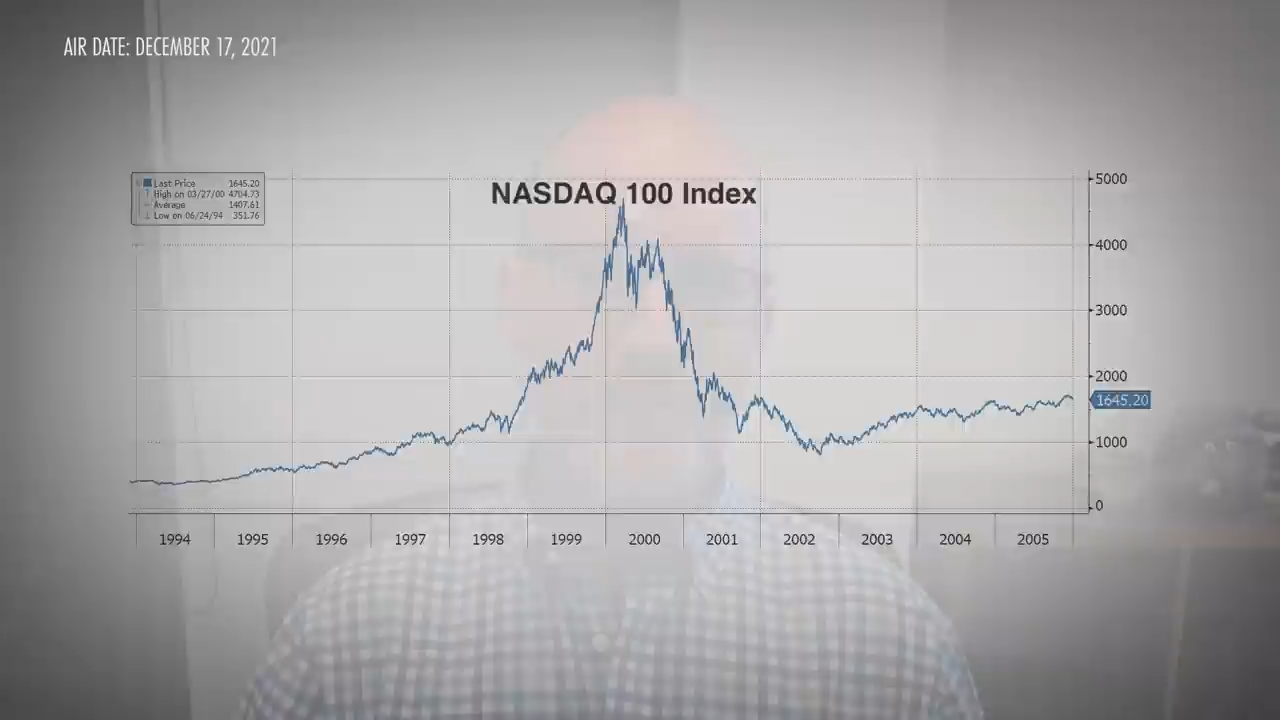 AIR DATE: DECEMBER 17, 2021
NASDAQ 100 Index
Last Price 1645.20
High on 03/27/00 4704.73
Average 1407.61
Low on 06/24/94 351.76
5000
4000
3000
2000
1645.20
1000
0
1994 1995 1996 1997 1998 1999 2000 2001 2002 2003 2004 2005